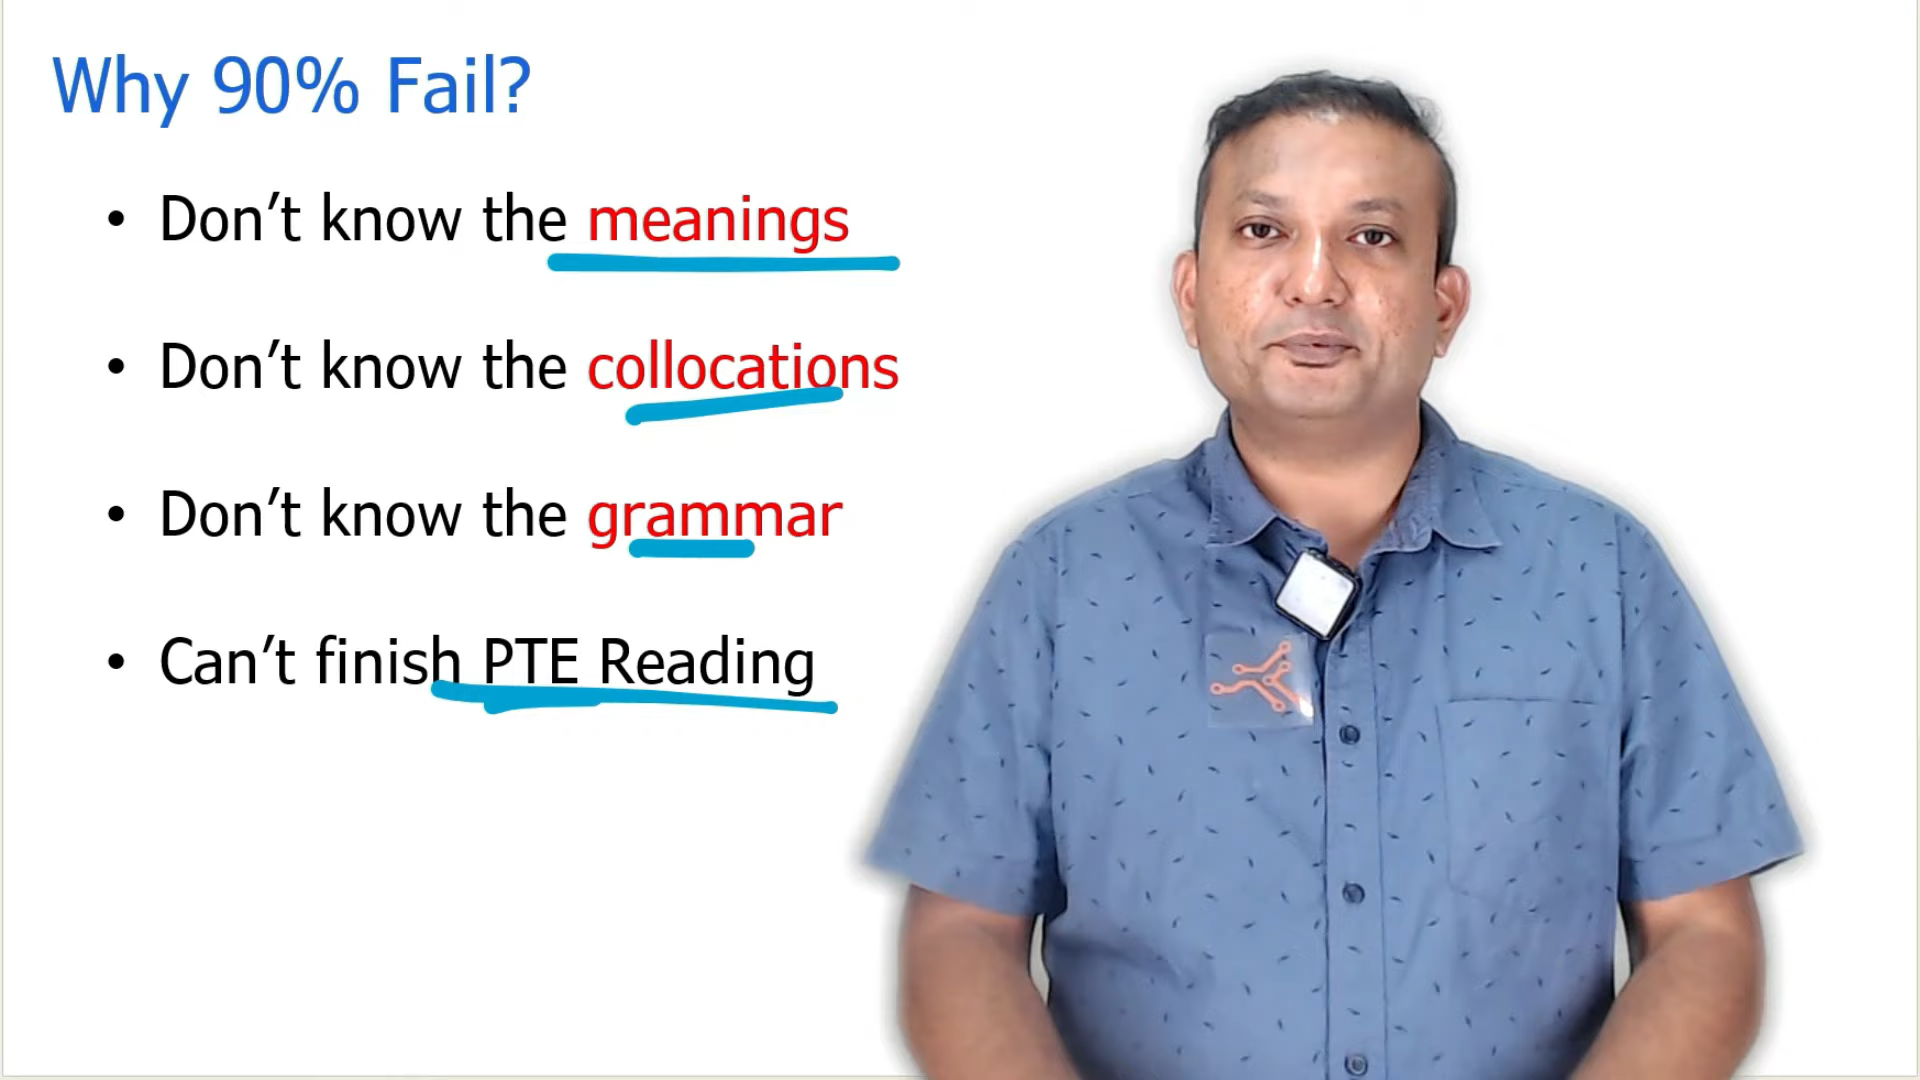 Why 90% Fail?
• Don’t know the meanings
• Don’t know the collocations
• Don’t know the grammar
• Can’t finish PTE Reading